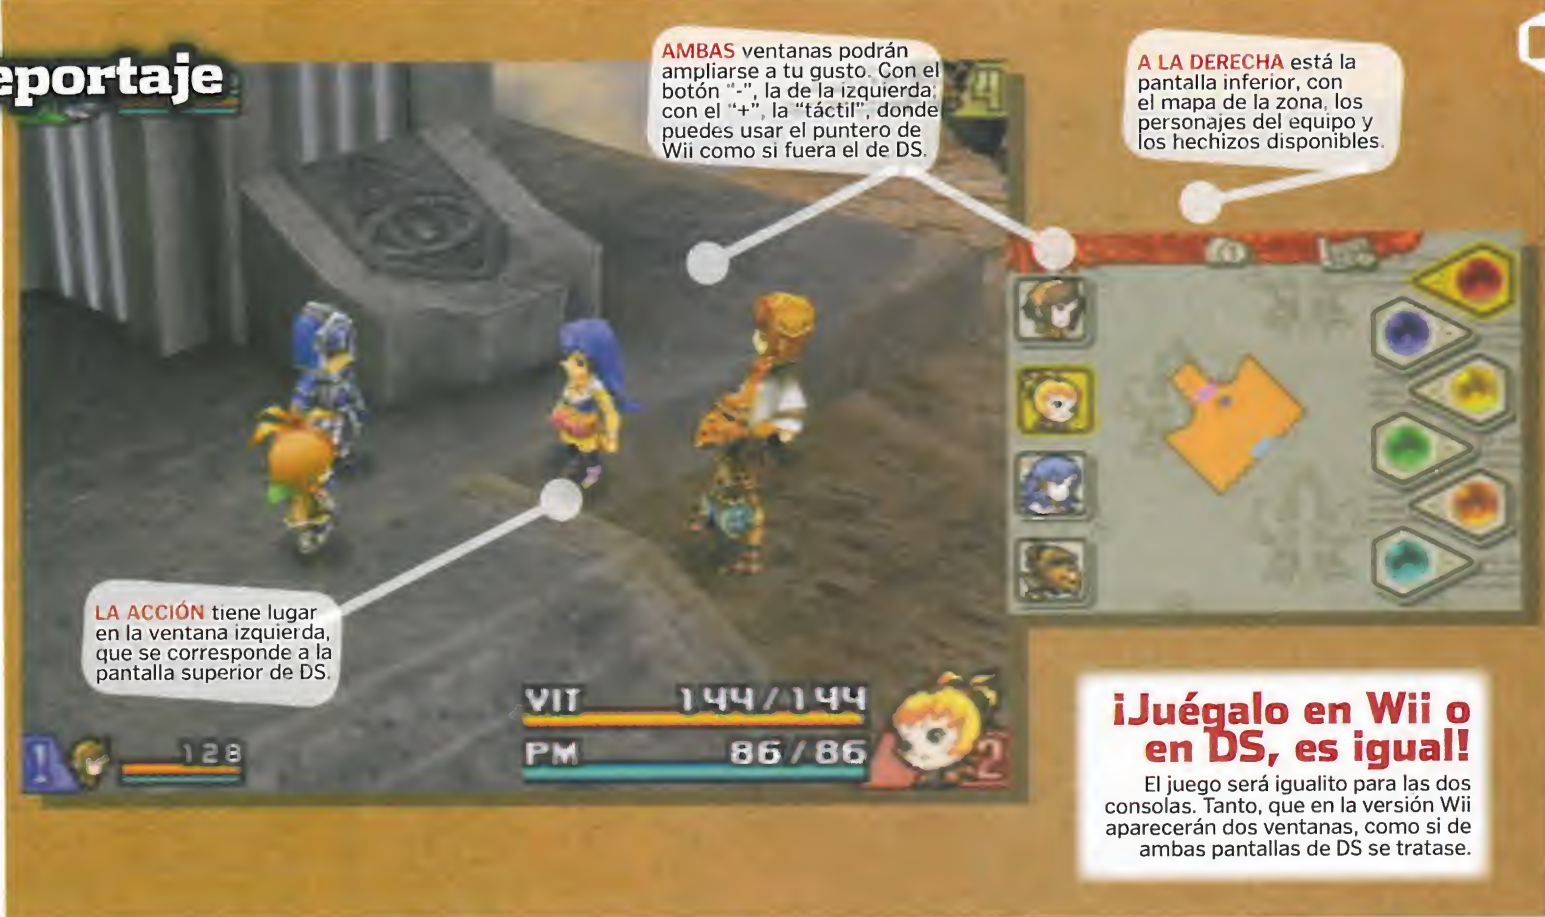 eportaje
AMBAS ventanas podrán
ampliarse a tu gusto. Con el
botón "-", la de la izquierda;
con el "+", la "táctil", donde
puedes usar el puntero de
Wii como si fuera el de DS.
A LA DERECHA está la
pantalla inferior, con
el mapa de la zona, los
personajes del equipo y
los hechizos disponibles.
4
LA ACCIÓN tiene lugar
en la ventana izquierda,
que se corresponde a la
pantalla superior de DS.
VIT 144/144
PM 86/86
2
1 128
¡Juégalo en Wii o
en DS, es igual!
El juego será igualito para las dos
consolas. Tanto, que en la versión Wii
aparecerán dos ventanas, como si de
ambas pantallas de DS se tratase.